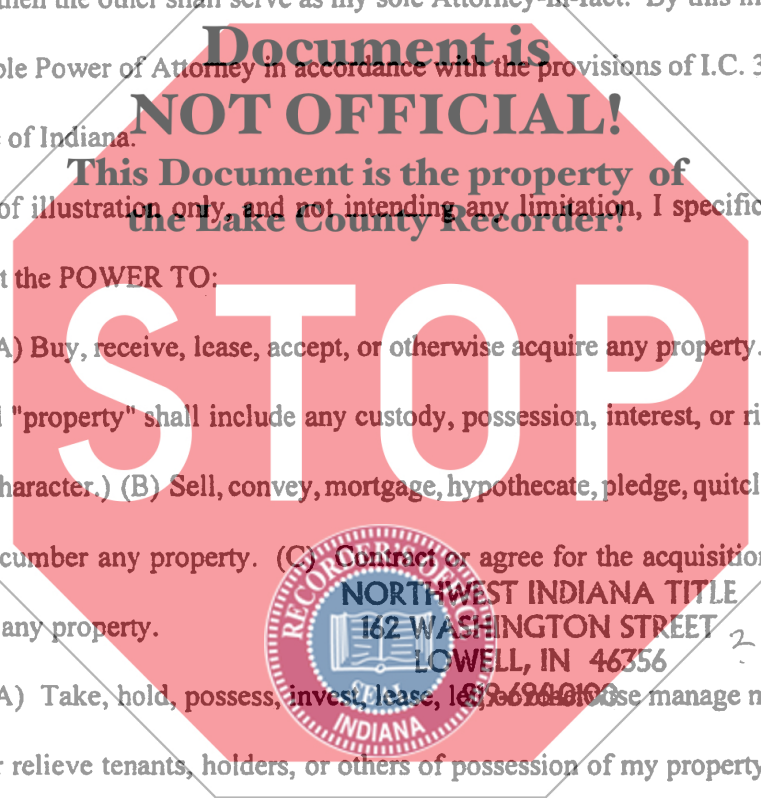 then the other shall serve as my sole Attorney-in-fact. By this in
Document is
ble Power of Attorney in accordance with the provisions of I.C. 3
NOT OFFICIAL!
of Indiana.
This Document is the property of
of illustration only, and not intending any limitation, I specific
the Lake County Recorder!
t the POWER TO:
STOP
A) Buy, receive, lease, accept, or otherwise acquire any property.
"property" shall include any custody, possession, interest, or ri
haracter.) (B) Sell, convey, mortgage, hypothecate, pledge, quitcl
cumber any property. (C) Contract or agree for the acquisition
NORTHWEST INDIANA TITLE
any property.
162 WASHINGTON STREET 2
LOWELL, IN 46356
A) Take, hold, possess, invest, lease, manage
RECORDER
SEAL
INDIANA
relieve tenants, holders, or others of possession of my property